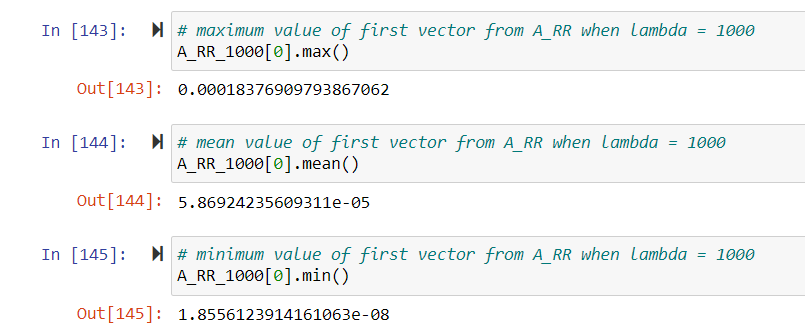 In [143]: # maximum value of first vector from A_RR when lambda = 1000
A_RR_1000[0].max()
Out[143]: 0.00018376909793867062
In [144]: # mean value of first vector from A_RR when lambda = 1000
A_RR_1000[0].mean()
Out[144]: 5.86924235609311e-05
In [145]: # minimum value of first vector from A_RR when lambda = 1000
A_RR_1000[0].min()
Out[145]: 1.8556123914161063e-08